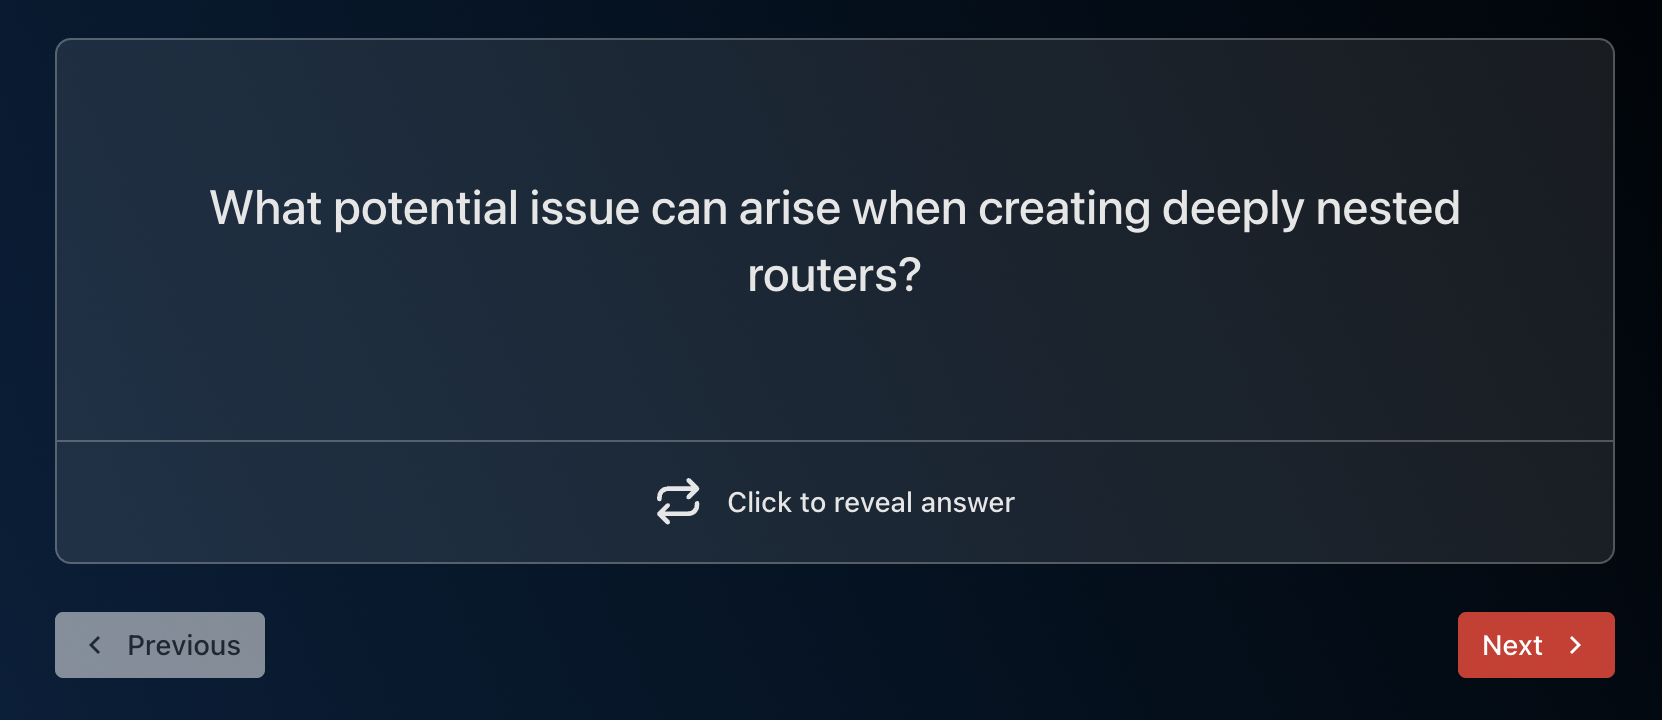 What potential issue can arise when creating deeply nested
routers?
Click to reveal answer
Previous
Next